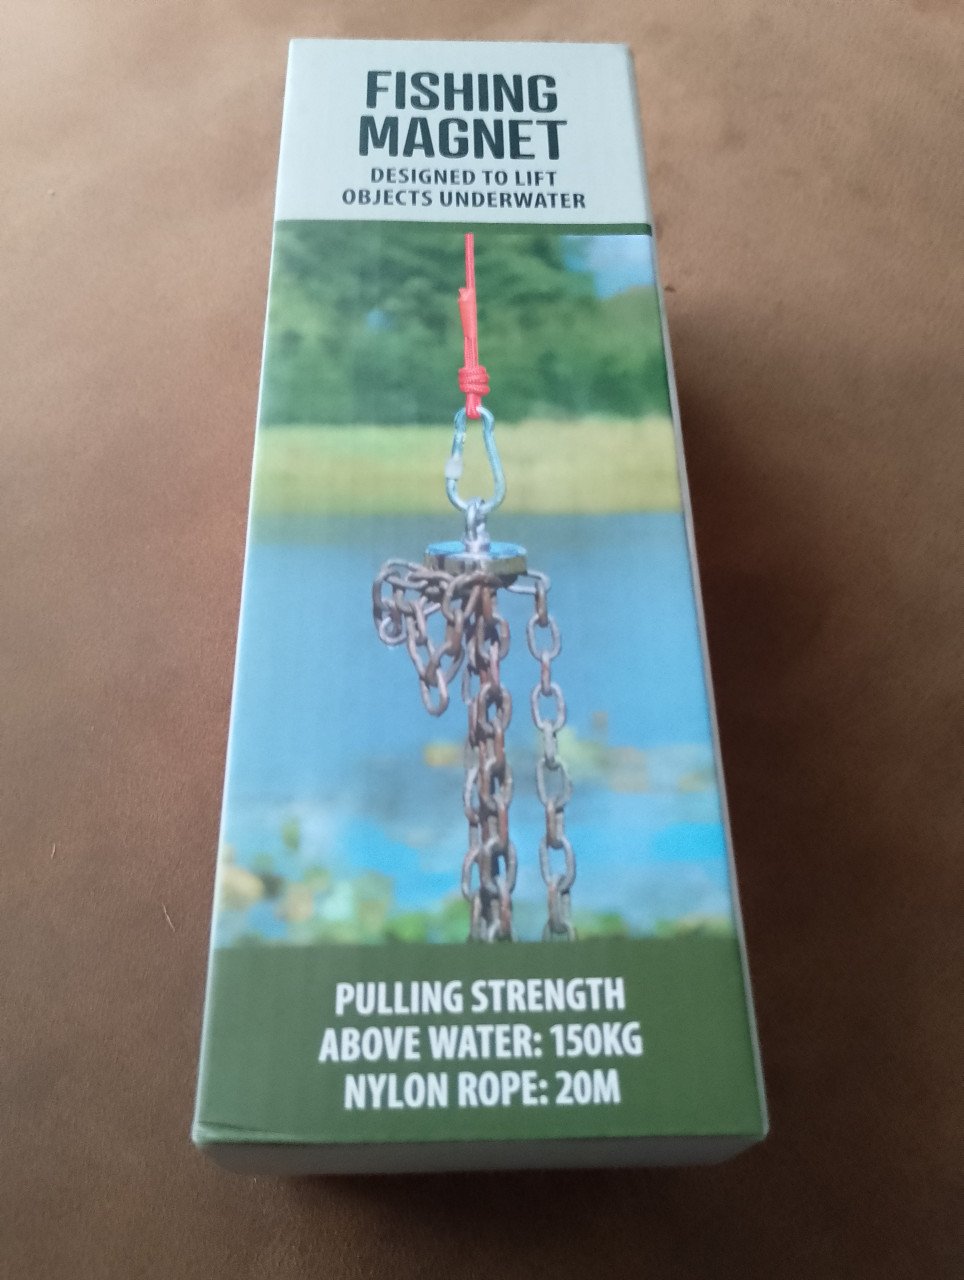 FISHING
MAGNET
DESIGNED TO LIFT
OBJECTS UNDERWATER
PULLING STRENGTH
ABOVE WATER: 150KG
NYLON ROPE: 20M